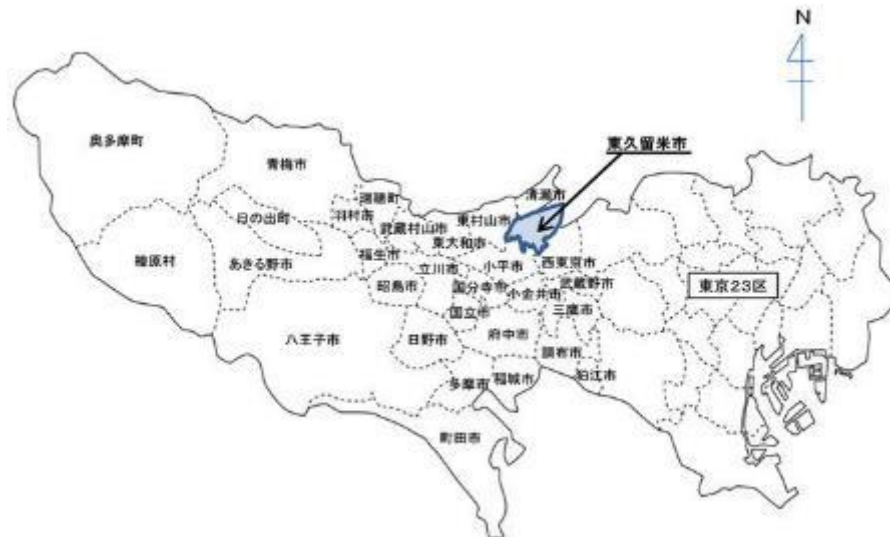 N
東久留米市
奥多摩町
青梅市
清瀬市
瑞穂町
羽村市
日の出町
東村山市
武蔵村山市
東大和市
檜原村
あきる野市
福生市
立川市
小平市
西東京市
昭島市
国分寺市
小金井市
武蔵野市
東京23区
国立市
三鷹市
八王子市
日野市
府中市
調布市
多摩市
稲城市
狛江市
町田市